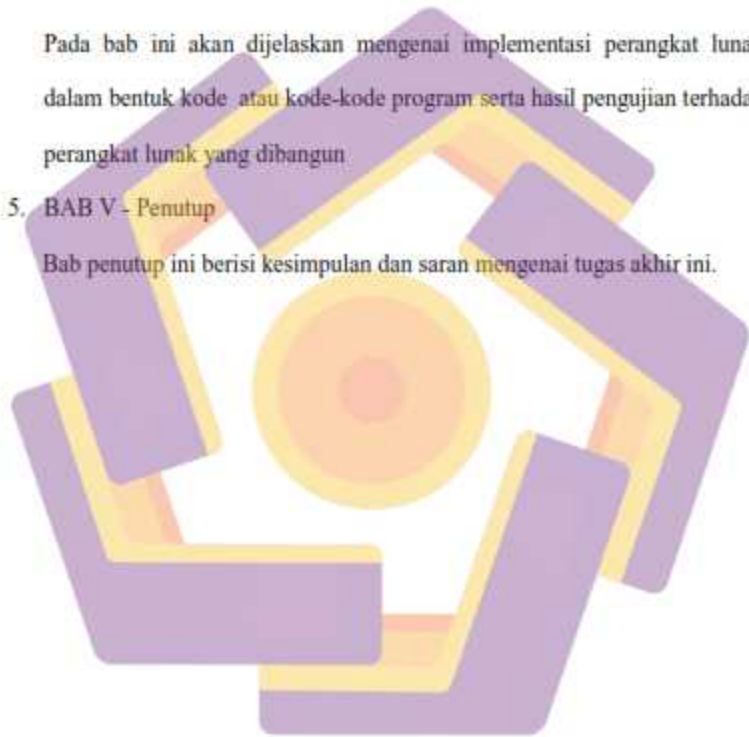 Pada bab ini akan dijelaskan mengenai implementasi perangkat luna
dalam bentuk kode atau kode-kode program serta hasil pengujian terhada
perangkat lunak yang dibangun
5. BAB V - Penutup
Bab penutup ini berisi kesimpulan dan saran mengenai tugas akhir ini.